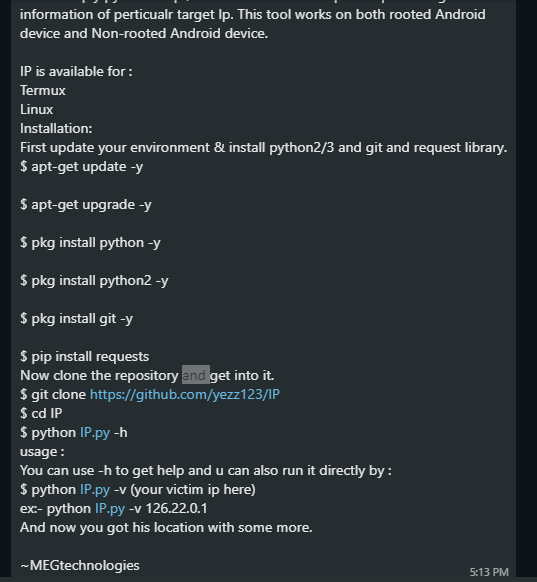 information of perticualr target Ip. This tool works on both rooted Android
device and Non-rooted Android device.
IP is available for :
Termux
Linux
Installation:
First update your environment & install python2/3 and git and request library.
$ apt-get update -y
$ apt-get upgrade -y
$ pkg install python -y
$ pkg install python2 -y
$ pkg install git -y
$ pip install requests
Now clone the repository and get into it.
$ git clone https://github.com/yezz123/IP
$ cd IP
$ python IP.py -h
usage :
You can use -h to get help and u can also run it directly by :
$ python IP.py -v (your victim ip here)
ex:- python IP.py -v 126.22.0.1
And now you got his location with some more.
~MEGtechnologies
5:13 PM